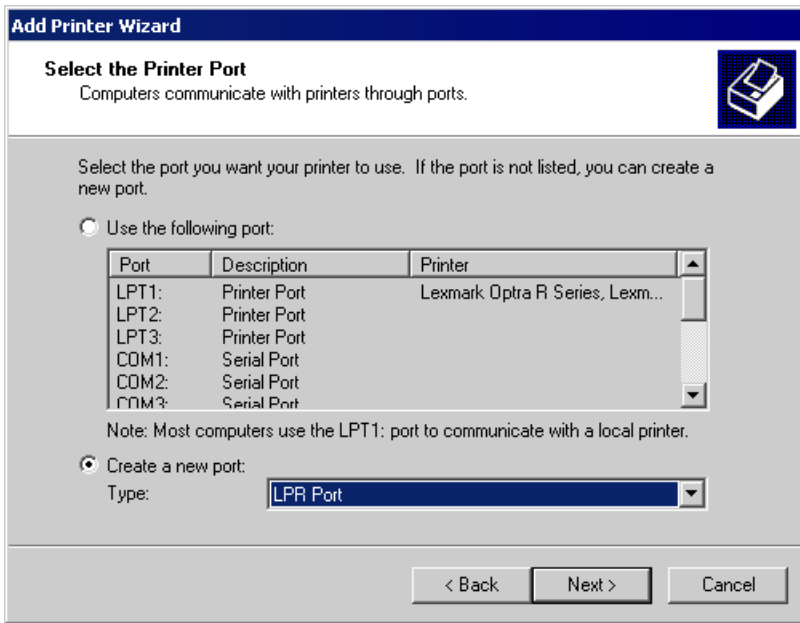 Add Printer Wizard
Select the Printer Port
Computers communicate with printers through ports.
Select the port you want your printer to use. If the port is not listed, you can create a
new port.
Use the following port:
Port Description Printer
LPT1: Printer Port Lexmark Optra R Series, Lexm...
LPT2: Printer Port
LPT3: Printer Port
COM1: Serial Port
COM2: Serial Port
COM3: Serial Port
Note: Most computers use the LPT1: port to communicate with a local printer.
Create a new port:
Type: LPR Port
< Back Next > Cancel